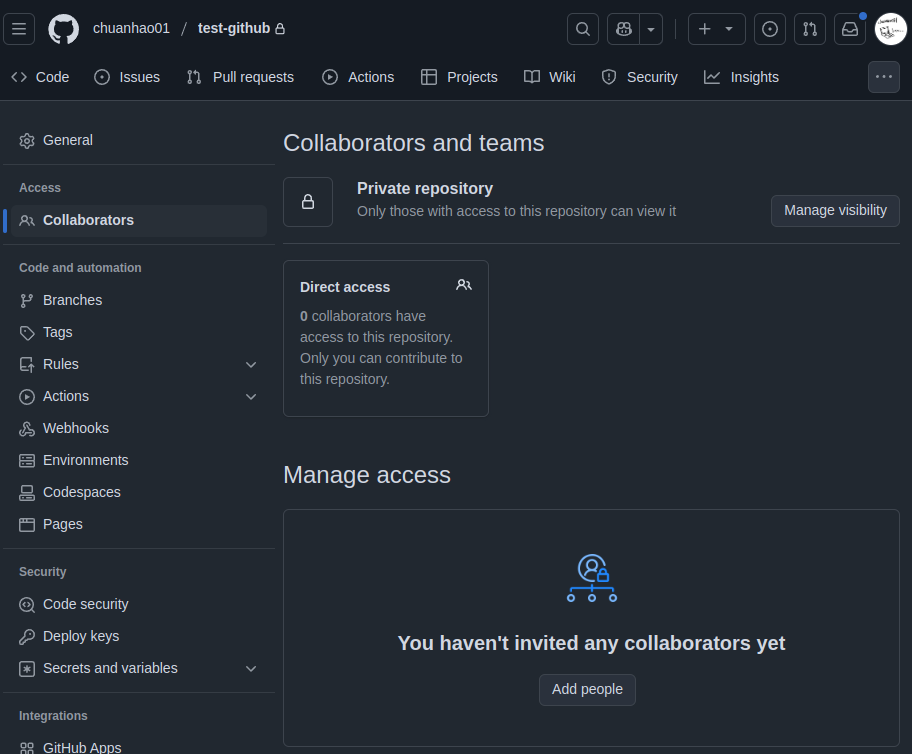 chuanhao01 / test-github
Code Issues Pull requests Actions Projects Wiki Security Insights
General
Access
Collaborators
Code and automation
Branches
Tags
Rules
Actions
Webhooks
Environments
Codespaces
Pages
Security
Code security
Deploy keys
Secrets and variables
Integrations
GitHub Apps
Collaborators and teams
Private repository
Only those with access to this repository can view it
Manage visibility
Direct access
0 collaborators have
access to this repository.
Only you can contribute to
this repository.
Manage access
You haven't invited any collaborators yet
Add people